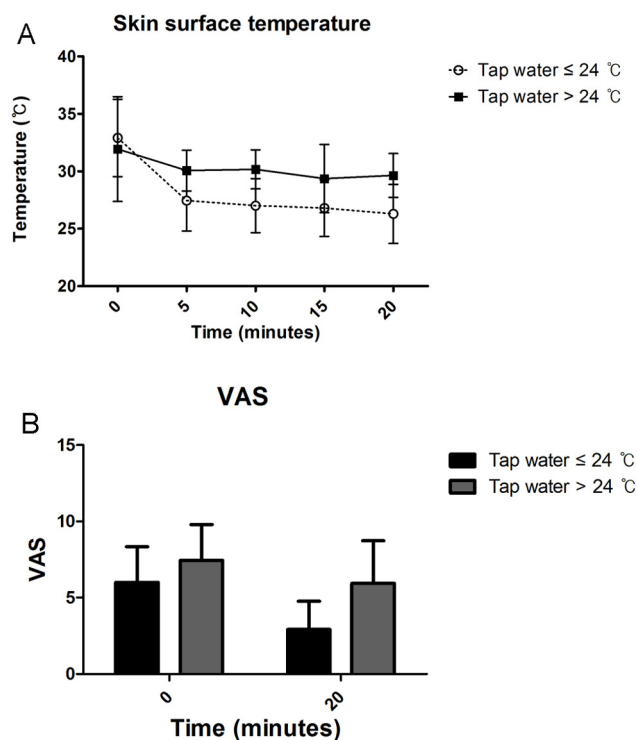 A
Skin surface temperature
Temperature (℃)
40
35
30
25
20
0
5
10
15
20
Time (minutes)
Tap water ≤ 24 ℃
Tap water > 24 ℃
VAS
B
VAS
15
10
5
0
0
20
Time (minutes)
Tap water ≤ 24 ℃
Tap water > 24 ℃